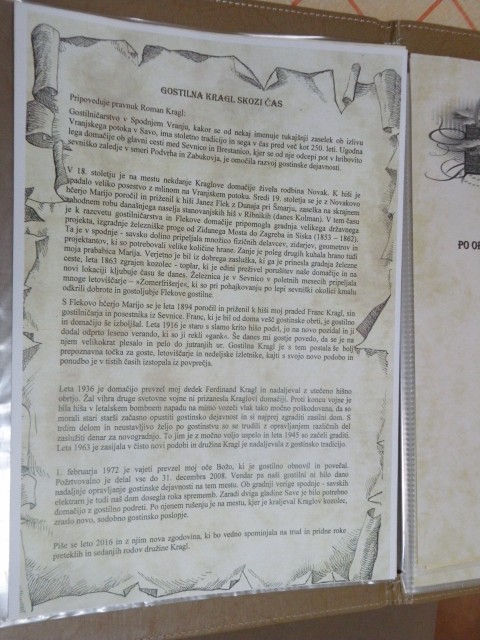 GOSTILNA KRAGL SKOZI ČAS
Pripoveduje pravnuk Roman Kragl:
Gostilničarstvo v Spodnjem Vranju, kakor se od nekaj imenuje tukajšnji zaselek ob izlivu
Vranjskega potoka v Savo, ima stoletno tradicijo in sega v čas pred več kot 250. leti. Ugodna
lega domačije ob glavni cesti med Sevnico in Brestanico, kjer se od nje odcepi pot v hribovito
sevniško zaledje v smeri Podvrha in Zabukovja, je omočila razvoj gostinske dejavnosti.
V 18. stoletju je na mestu nekdanje Kraglove domačije živela rodbina Novak. K hiši je
spadalo veliko posestvo z mlinom na Vranjskem potoku. Sredi 19. stoletja se je z Novakovo
hčerjo Marijo poročil in priženil k hiši Janez Flek z Dunaja pri Šmarju, zaselka na skrajnem
zahodnem robu današnjega naselja stanovanjskih hiš v Ribnikih (danes Kolman). V tem času
je k razcvetu gostilničarstva in Flekove domačije pripomogla gradnja velikega državnega
projekta, izgradnje železniške proge od Zidanega Mosta do Zagreba in Siska (1853 – 1862).
Ta je v spodnje - savsko dolino pripeljala množico fizičnih delavcev, zidarjev, geometrov in
projektantov, ki so potrebovali velike količine hrane. Zanje je poleg drugih kuhala hrano tudi
moja prababica Marija. Verjetno je bil iz dobrega zaslužka, ki ga je prinesla gradnja železne
ceste, leta 1863 zgrajen kozolec - toplar, ki je edini preživel porušitev naše domačije in na
novi lokaciji kljubuje času še danes. Železnica je v Sevnico v poletnih mesecih pripeljala
mnoge letoviščarje – »Zomerfrišerje«, ki so pri pohajkovanju po lepi sevniški okolici kmalu
odkrili dobrote in gostoljubje Flekove gostilne.
S Flekovo hčerjo Marijo se je leta 1894 poročil in priženil k hiši moj praded Franc Kragl, sin
gostilničarja in posestnika iz Sevnice. Franc, ki je bil od doma vešč gostinske obrti, je gostilno
in domačijo še izboljšal. Leta 1916 je staro s slamo krito hišo podrl, jo na novo pozidal in ji
dodal odprto leseno verando, ki so ji rekli »gank«. Še danes mi gostje povedo, da se je na
njem velikokrat plesalo in pelo do jutranjih ur. Gostilna Kragl je s tem postala še bolj
prepoznavna točka za goste, letoviščarje in nedeljske izletnike, kajti s svojo novo podobo in
ponudbo je v tistih časih izstopala iz povprečja.
Leta 1936 je domačijo prevzel moj dedek Ferdinand Kragl in nadaljeval z utečeno hišno
obrtjo. Žal vihra druge svetovne vojne ni prizanesla Kraglovi domačiji. Proti koncu vojne je
bila hiša v letalskem bombnem napadu na mimo vozeči vlak tako močno poškodovana, da so
morali stari starši začasno opustiti gostinsko dejavnost in si najprej zgraditi zasilni dom. S
trdim delom in neustavljivo željo po gostinstvu so se trudili z opravljanjem različnih del
zaslužiti denar za novogradnjo. To jim je z močno voljo uspelo in leta 1945 so začeli graditi.
Leta 1963 je zasijala v čisto novi podobi in družina Kragl je nadaljevala z gostinsko tradicijo.
1. februarja 1972 je vajeti prevzel moj oče Božo, ki je gostilno obnovil in povečal.
Požrtvovalno je delal vse do 31. decembra 2008. Vendar pa naši gostilni ni bilo dano
nadaljnje opravljanje gostinske dejavnosti na tem mestu. Ob gradnji verige spodnje - savskih
elektrarn je tudi naš dom dosegla roka sprememb. Zaradi dviga gladine Save je bilo potrebno
domačijo z gostilno podreti. Po njenem rušenju je na mestu, kjer je kraljeval Kraglov kozolec,
zraslo novo, sodobno gostinsko poslopje.
Piše se leto 2016 in z njim nova zgodovina, ki bo vedno spominjala na trud in pridne roke
preteklih in sedanjih rodov družine Kragl.
PO OB